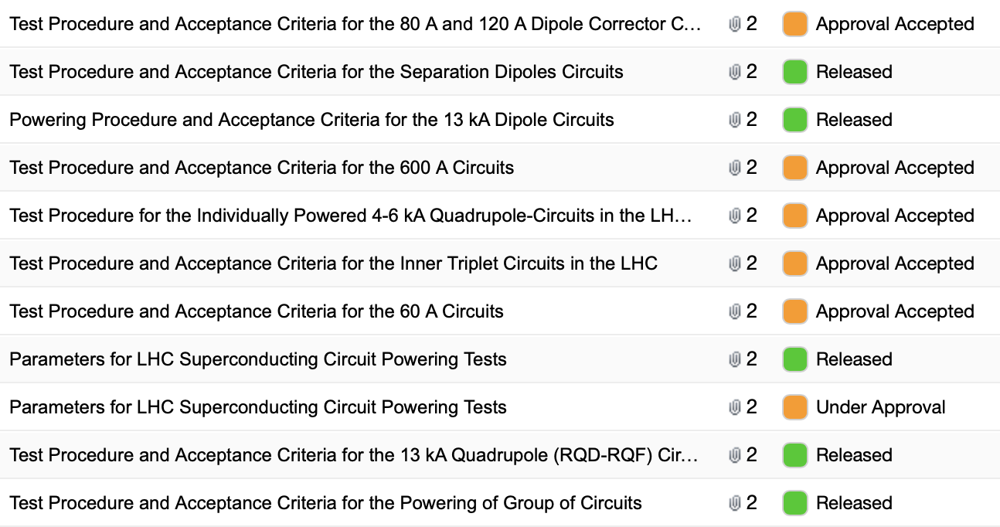 Test Procedure and Acceptance Criteria for the 80 A and 120 A Dipole Corrector C... 2 Approval Accepted
Test Procedure and Acceptance Criteria for the Separation Dipoles Circuits 2 Released
Powering Procedure and Acceptance Criteria for the 13 kA Dipole Circuits 2 Released
Test Procedure and Acceptance Criteria for the 600 A Circuits 2 Approval Accepted
Test Procedure for the Individually Powered 4-6 kA Quadrupole-Circuits in the LH... 2 Approval Accepted
Test Procedure and Acceptance Criteria for the Inner Triplet Circuits in the LHC 2 Approval Accepted
Test Procedure and Acceptance Criteria for the 60 A Circuits 2 Approval Accepted
Parameters for LHC Superconducting Circuit Powering Tests 2 Released
Parameters for LHC Superconducting Circuit Powering Tests 2 Under Approval
Test Procedure and Acceptance Criteria for the 13 kA Quadrupole (RQD-RQF) Cir... 2 Released
Test Procedure and Acceptance Criteria for the Powering of Group of Circuits 2 Released